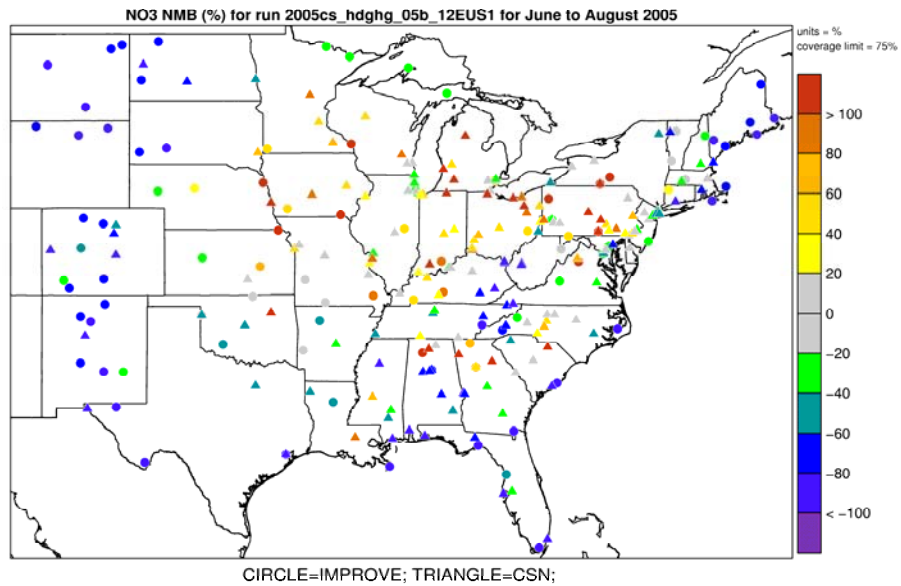 NO3 NMB (%) for run 2005cs_hdghg_05b_12EUS1 for June to August 2005
units = %
coverage limit = 75%
> 100
80
60
40
20
0
−20
−40
−60
−80
< −100
CIRCLE=IMPROVE; TRIANGLE=CSN;